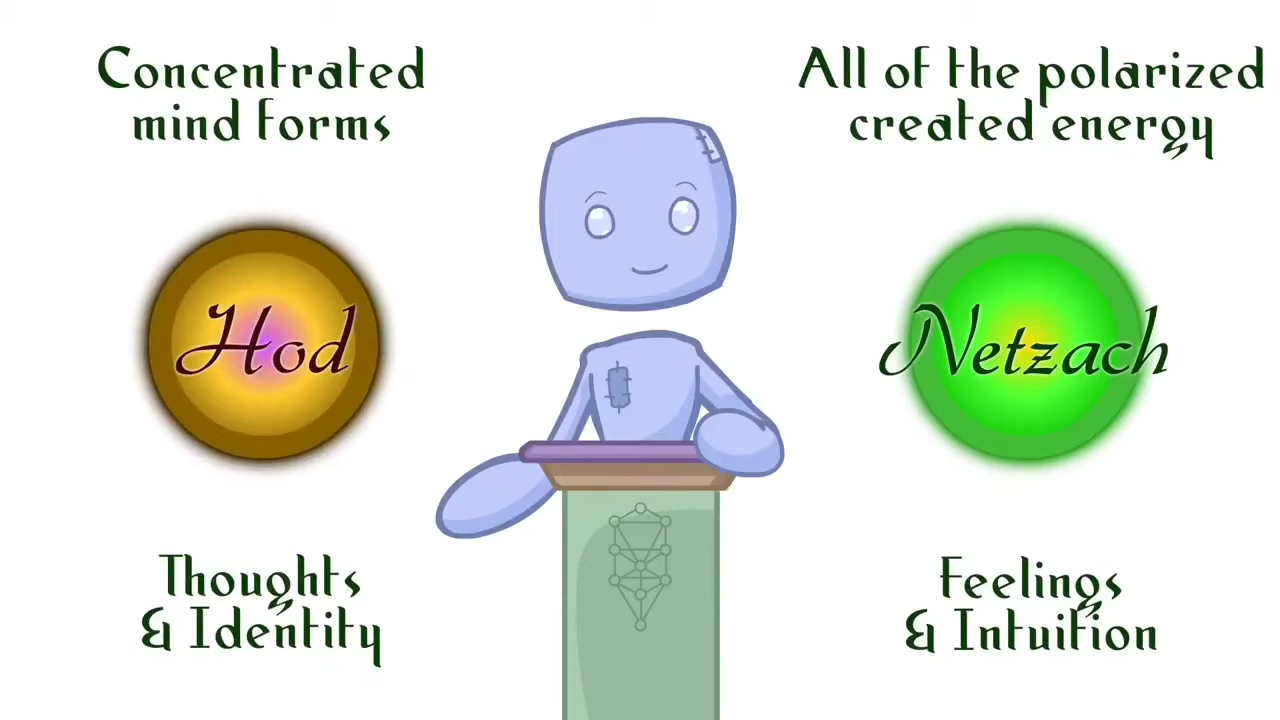 Concentrated
mind forms
Hod
Thoughts
& Identity
All of the polarized
created energy
Netzach
Feelings
& Intuition